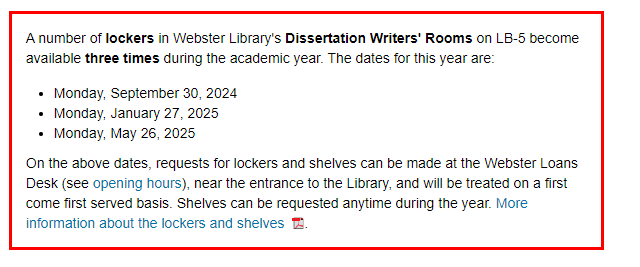 A number of lockers in Webster Library's Dissertation Writers' Rooms on LB-5 become
available three times during the academic year. The dates for this year are:
• Monday, September 30, 2024
• Monday, January 27, 2025
• Monday, May 26, 2025
On the above dates, requests for lockers and shelves can be made at the Webster Loans
Desk (see opening hours), near the entrance to the Library, and will be treated on a first
come first served basis. Shelves can be requested anytime during the year. More
information about the lockers and shelves .